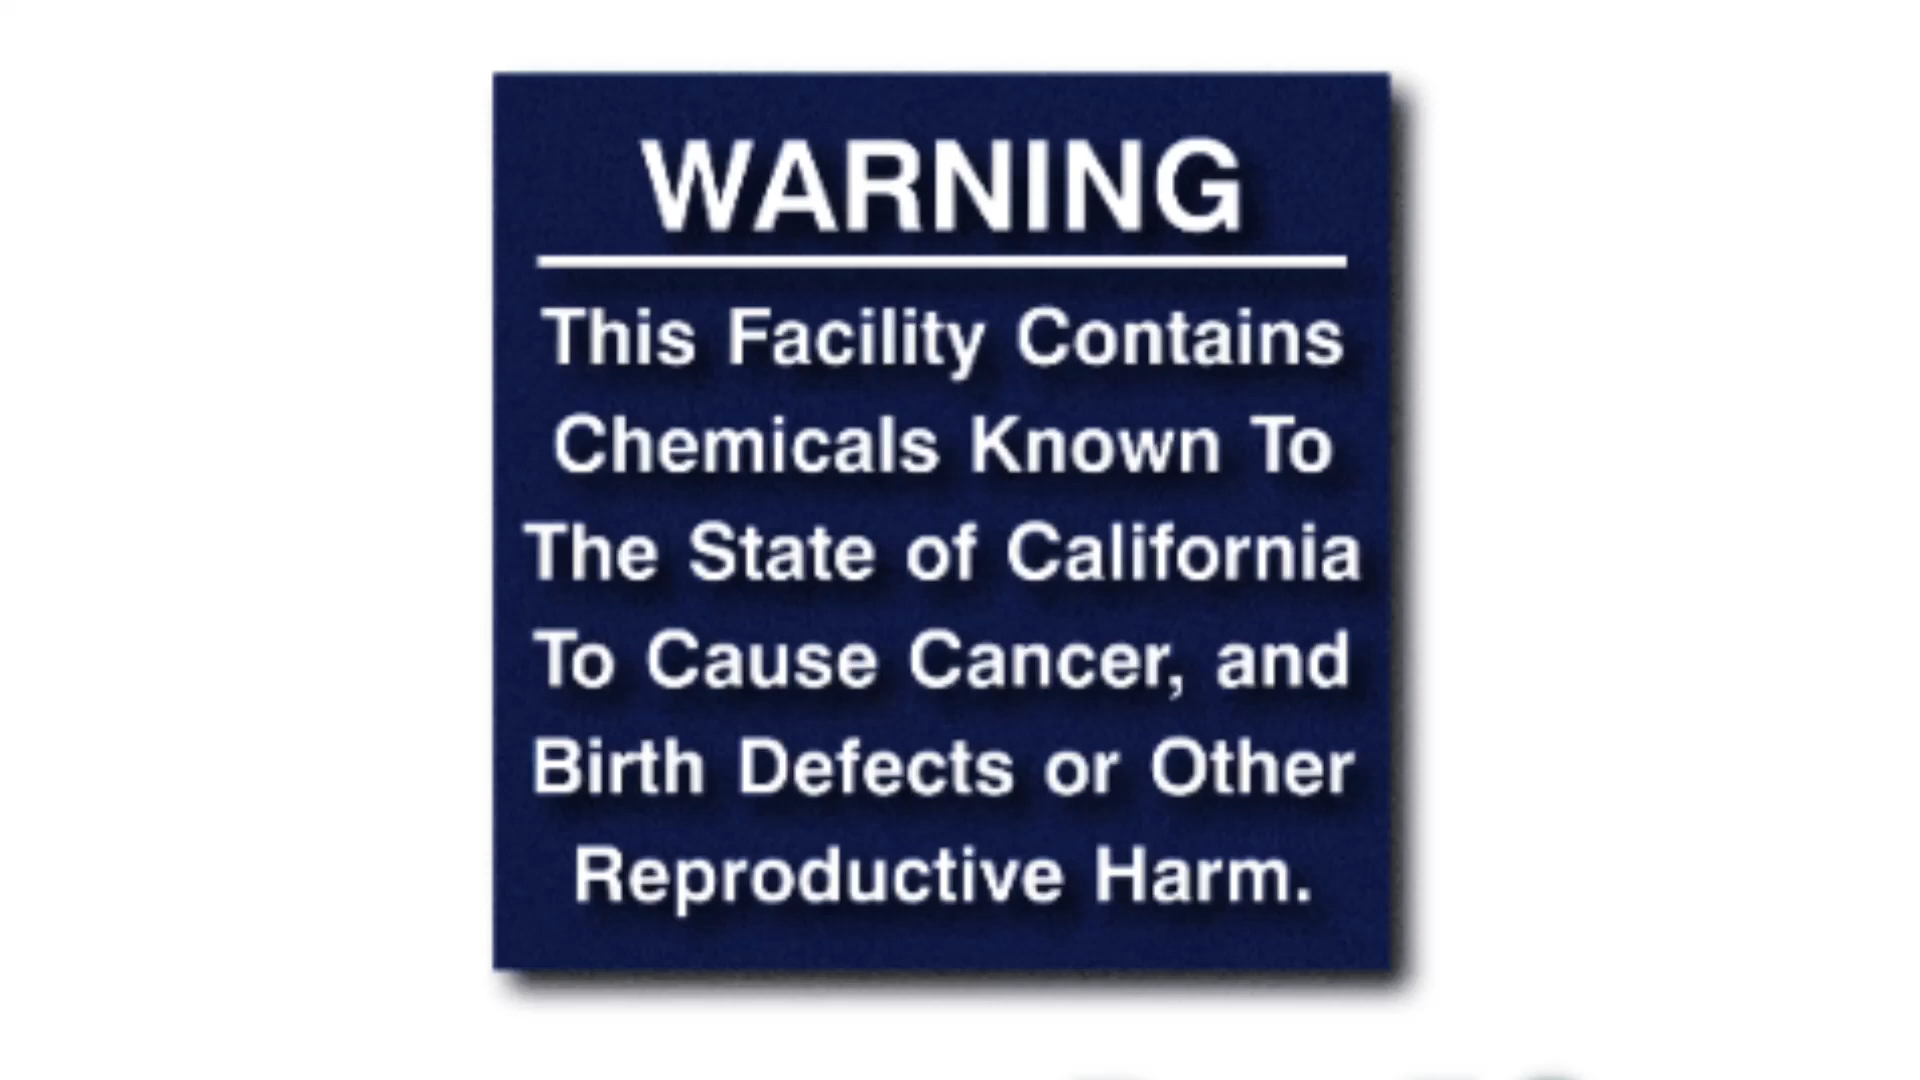 WARNING
This Facility Contains
Chemicals Known To
The State of California
To Cause Cancer, and
Birth Defects or Other
Reproductive Harm.